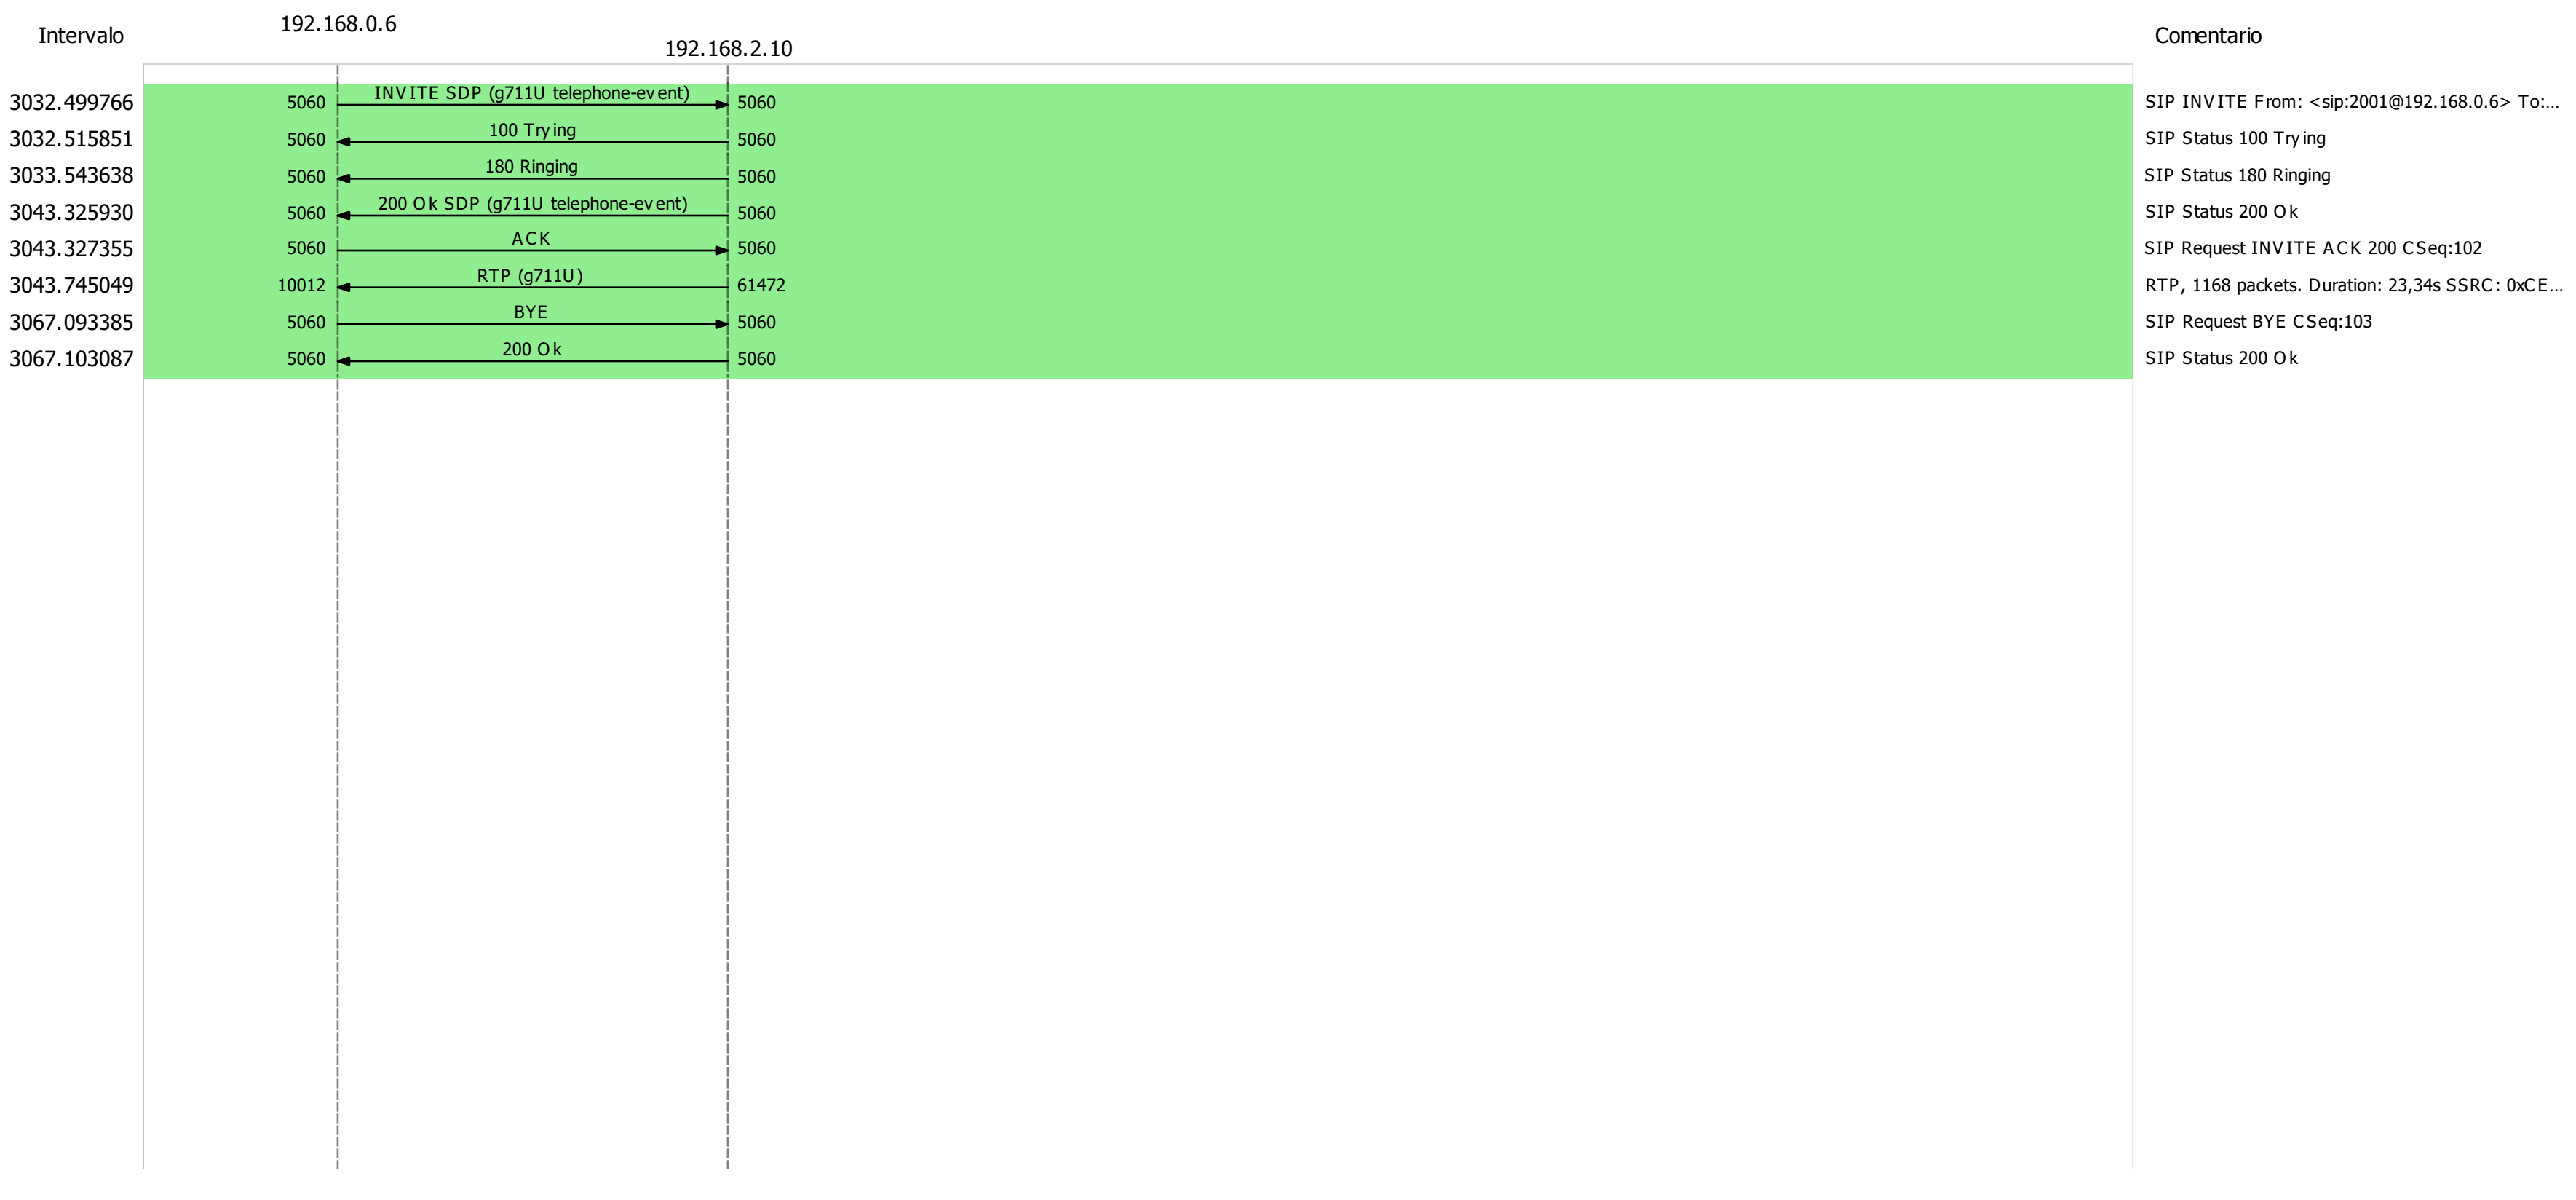 192.168.0.6
Intervalo
Comentario
192.168.2.10
3032.499766 5060 INVITE SDP (g711U telephone-event) 5060 SIP INVITE From: <sip:2001@192.168.0.6> To:...
3032.515851 5060 100 Trying 5060 SIP Status 100 Trying
3033.543638 5060 180 Ringing 5060 SIP Status 180 Ringing
3043.325930 5060 200 Ok SDP (g711U telephone-event) 5060 SIP Status 200 Ok
3043.327355 5060 ACK 5060 SIP Request INVITE ACK 200 CSeq:102
3043.745049 10012 RTP (g711U) 61472 RTP, 1168 packets. Duration: 23,34s SSRC: 0xCE...
3067.093385 5060 BYE 5060 SIP Request BYE CSeq:103
3067.103087 5060 200 Ok 5060 SIP Status 200 Ok